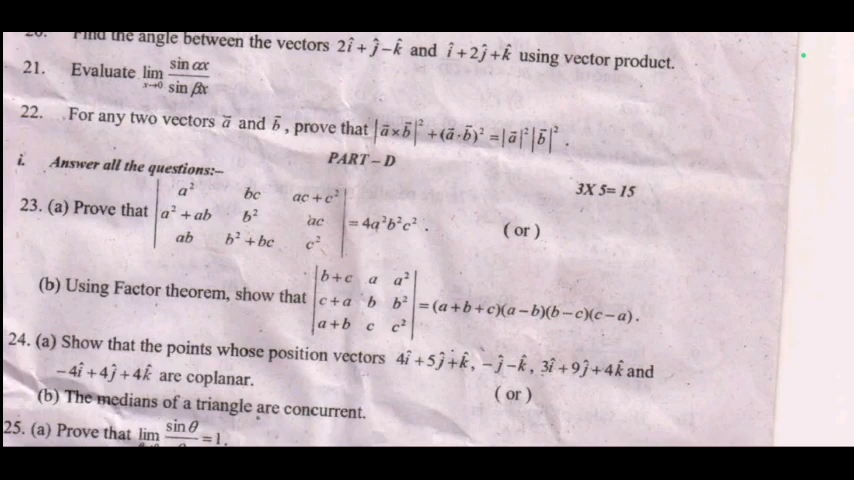 20. Find the angle between the vectors 2î + ĵ − k̂ and î + 2ĵ + k̂ using vector product.
21. Evaluate lim x→0 sin αx / sin βx
22. For any two vectors a⃗ and b⃗, prove that |a⃗ × b⃗|² + (a⃗ · b⃗)² = |a⃗|² |b⃗|².
PART – D
i. Answer all the questions:– 3X 5= 15
23. (a) Prove that | a² bc ac + c² |
| a² + ab b² ac | = 4a²b²c². ( or )
| ab b² + bc c² |
(b) Using Factor theorem, show that | b + c a a² |
| c + a b b² | = (a + b + c)(a − b)(b − c)(c − a).
| a + b c c² |
24. (a) Show that the points whose position vectors 4î + 5ĵ + k̂, − ĵ − k̂, 3î + 9ĵ + 4k̂ and
− 4î + 4ĵ + 4k̂ are coplanar. ( or )
(b) The medians of a triangle are concurrent.
25. (a) Prove that lim sin θ = 1.